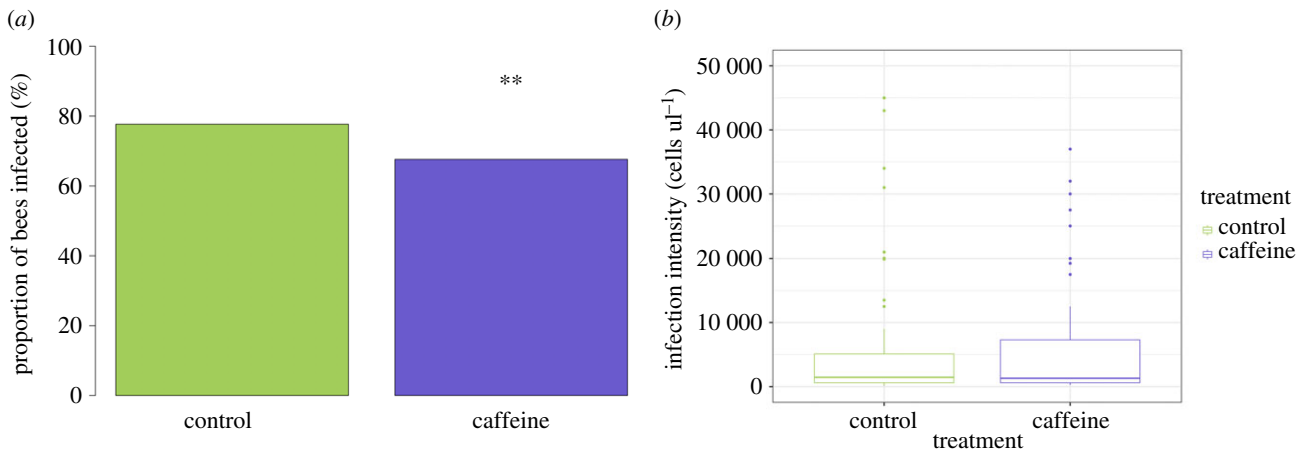 (a)
proportion of bees infected (%)
100
80
60
40
20
0
**
control
caffeine
(b)
infection intensity (cells ul⁻¹)
50 000
40 000
30 000
20 000
10 000
0
control
caffeine
treatment
treatment
control
caffeine